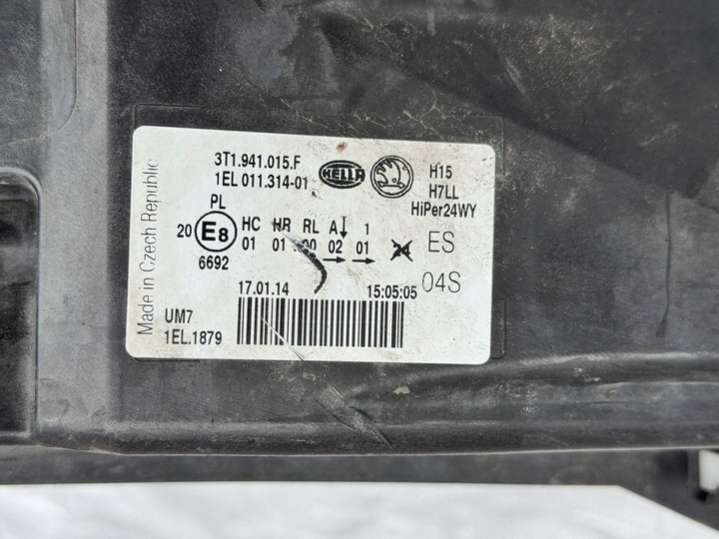 Made in Czech Republic
3T1.941.015.F
1EL 011.314-01
HELLA
H15
H7LL
HiPer24WY
PL
20 E8
6692
HC HR RL A 1
01 01 00 02 01
ES
04S
17.01.14 15:05:05
UM7
1EL.1879